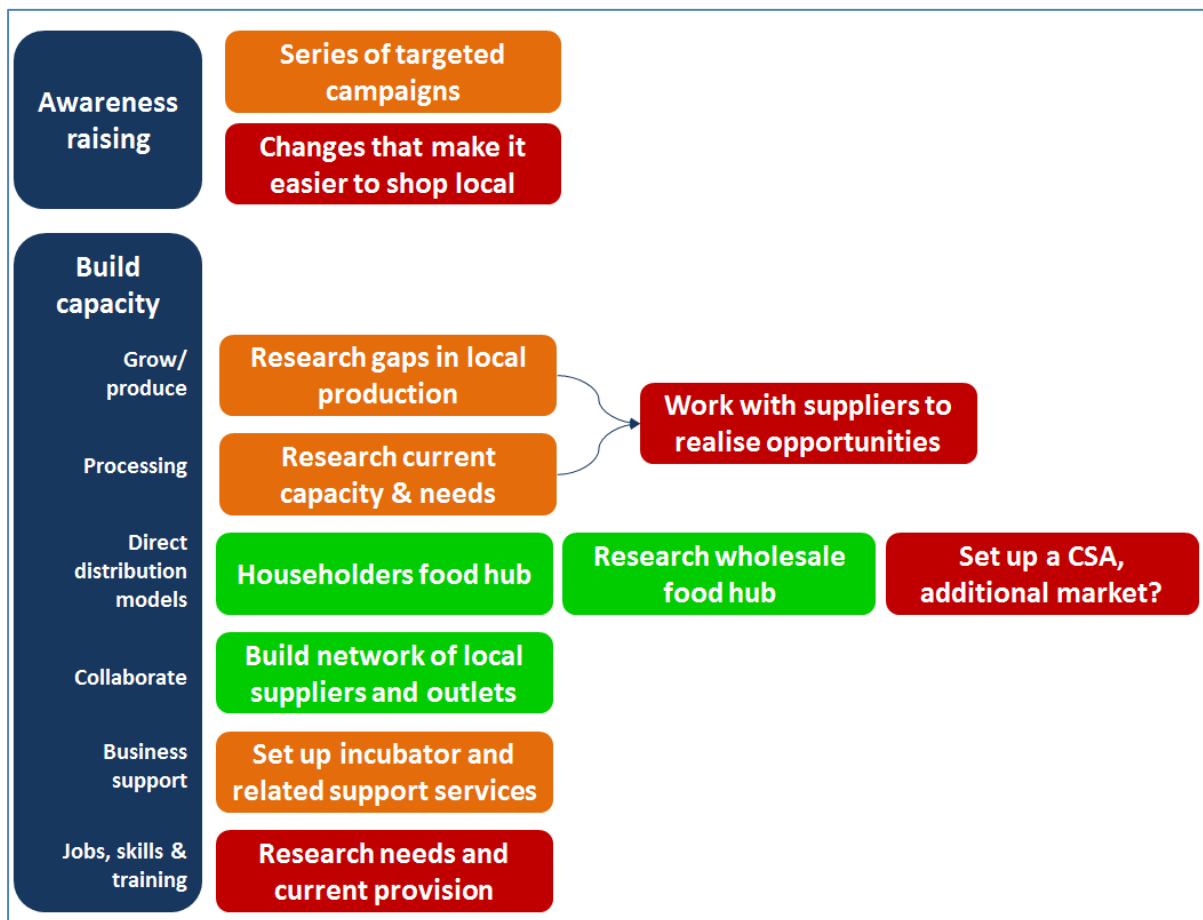 Awareness
raising
Series of targeted
campaigns
Changes that make it
easier to shop local
Build
capacity
Grow/
produce
Research gaps in local
production
Work with suppliers to
realise opportunities
Processing
Research current
capacity & needs
Direct
distribution
models
Householders food hub
Research wholesale
food hub
Set up a CSA,
additional market?
Collaborate
Build network of local
suppliers and outlets
Business
support
Set up incubator and
related support services
Jobs, skills &
training
Research needs and
current provision